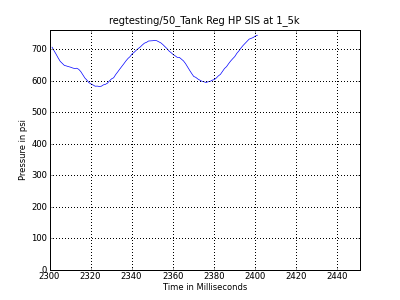 regtesting/50_Tank Reg HP SIS at 1_5k
700
600
500
400
300
200
100
0
Pressure in psi
2300 2320 2340 2360 2380 2400 2420 2440
Time in Milliseconds